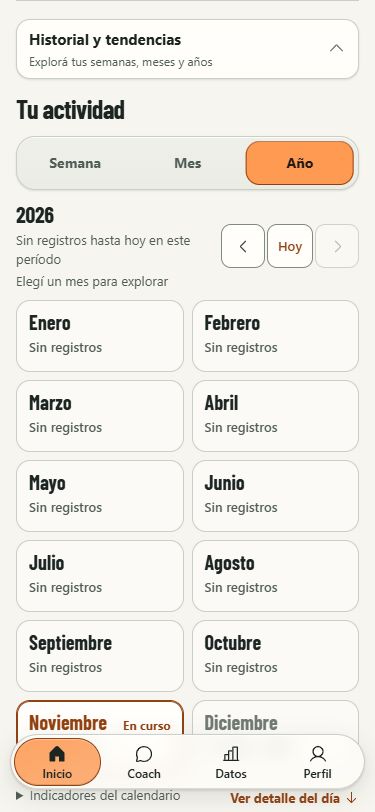 Historial y tendencias
Explorá tus semanas, meses y años
Tu actividad
Semana
Mes
Año
2026
Sin registros hasta hoy en este
período
Elegí un mes para explorar
Hoy
Enero
Sin registros
Febrero
Sin registros
Marzo
Sin registros
Abril
Sin registros
Mayo
Sin registros
Junio
Sin registros
Julio
Sin registros
Agosto
Sin registros
Septiembre
Sin registros
Octubre
Sin registros
Noviembre
En curso
Diciembre
Inicio
Coach
Datos
Perfil
Indicadores del calendario
Ver detalle del día ↓